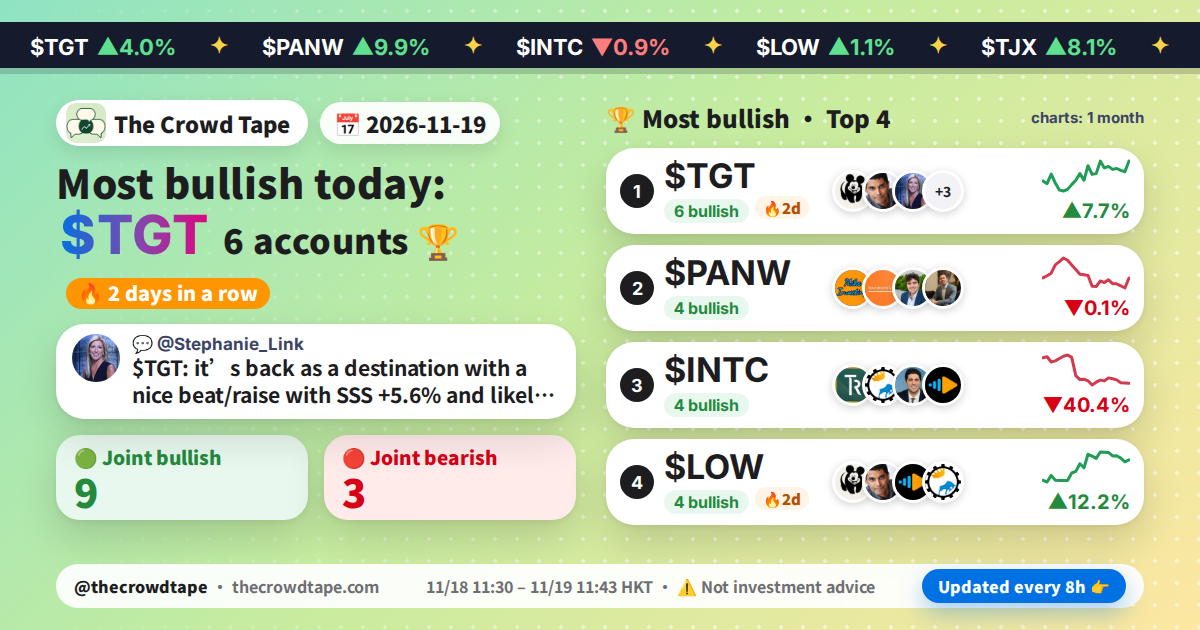 $TGT ▲4.0% ✦ $PANW ▲9.9% ✦ $INTC ▼0.9% ✦ $LOW ▲1.1% ✦ $TJX ▲8.1% ✦
The Crowd Tape
📅 2026-11-19
Most bullish today:
$TGT 6 accounts 🏆
🔥 2 days in a row
💬 @Stephanie_Link
$TGT: it’s back as a destination with a
nice beat/raise with SSS +5.6% and likel…
🟢 Joint bullish
9
🔴 Joint bearish
3
🏆 Most bullish • Top 4
charts: 1 month
1
$TGT
6 bullish
🔥2d
+3
▲7.7%
2
$PANW
4 bullish
▼0.1%
3
$INTC
4 bullish
▼40.4%
4
$LOW
4 bullish
🔥2d
▲12.2%
@thecrowdtape • thecrowdtape.com
11/18 11:30 – 11/19 11:43 HKT • ⚠️ Not investment advice
Updated every 8h 👉